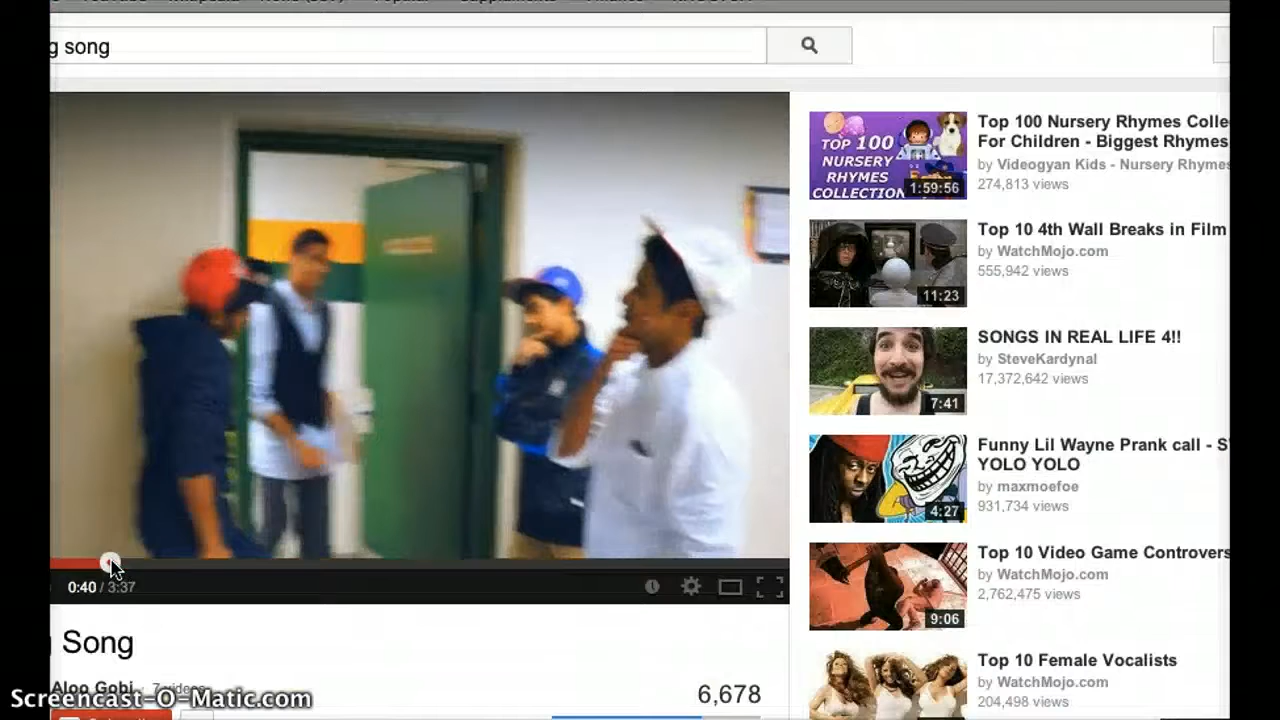 g song
TOP 100
NURSERY
RHYMES
COLLECTION
1:59:56
Top 100 Nursery Rhymes Colle
For Children - Biggest Rhymes
by Videogyan Kids - Nursery Rhymes
274,813 views
11:23
Top 10 4th Wall Breaks in Film
by WatchMojo.com
555,942 views
7:41
SONGS IN REAL LIFE 4!!
by SteveKardynal
17,372,642 views
4:27
Funny Lil Wayne Prank call - S
YOLO YOLO
by maxmoefoe
931,734 views
9:06
Top 10 Video Game Controvers
by WatchMojo.com
2,762,475 views
Top 10 Female Vocalists
by WatchMojo.com
204,498 views
0:40 / 3:37
Song
Aloo Gobi
6,678
Screencast-O-Matic.com